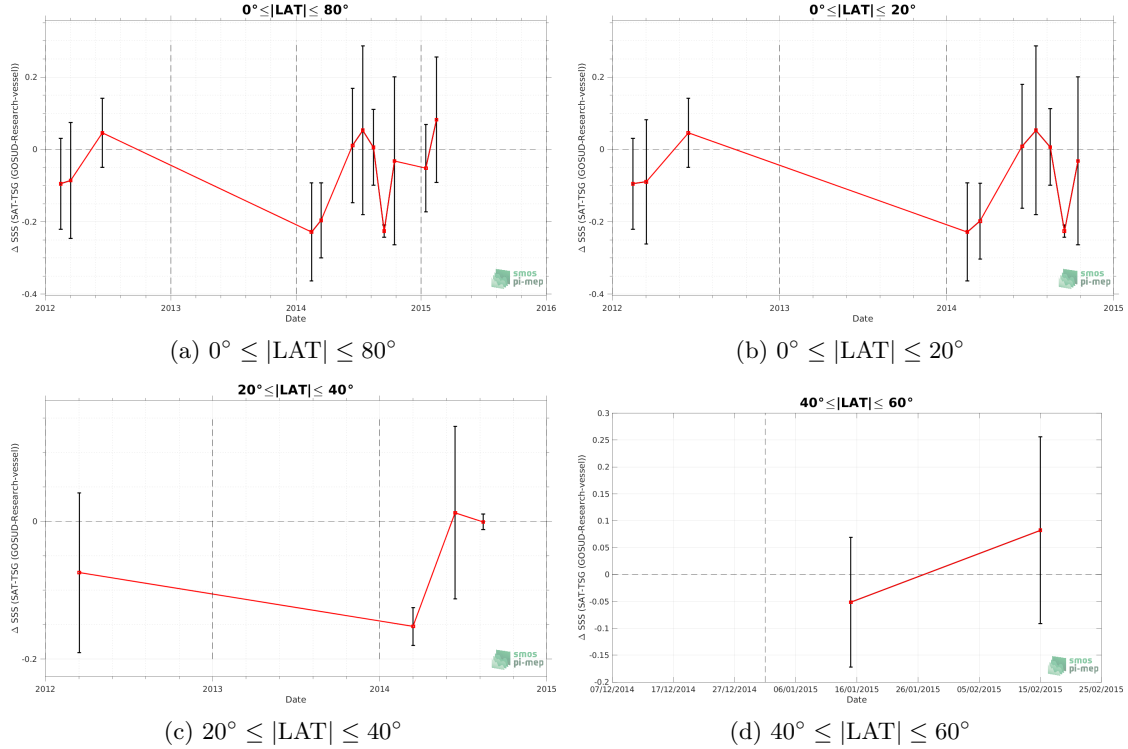 0°≤|LAT|≤ 80°
Δ SSS (SAT-TSG (GOSUD-Research-vessel))
0.2
0
-0.2
-0.4
2012
2013
2014
2015
2016
Date
smos
pi-mep
(a) 0° ≤ |LAT| ≤ 80°
0°≤|LAT|≤ 20°
Δ SSS (SAT-TSG (GOSUD-Research-vessel))
0.2
0
-0.2
-0.4
2012
2013
2014
2015
Date
smos
pi-mep
(b) 0° ≤ |LAT| ≤ 20°
20°≤|LAT|≤ 40°
Δ SSS (SAT-TSG (GOSUD-Research-vessel))
0
-0.2
2012
2013
2014
2015
Date
smos
pi-mep
(c) 20° ≤ |LAT| ≤ 40°
40°≤|LAT|≤ 60°
Δ SSS (SAT-TSG (GOSUD-Research-vessel))
0.3
0.25
0.2
0.15
0.1
0.05
0
-0.05
-0.1
-0.15
-0.2
07/12/2014
17/12/2014
27/12/2014
06/01/2015
16/01/2015
26/01/2015
05/02/2015
15/02/2015
25/02/2015
Date
smos
pi-mep
(d) 40° ≤ |LAT| ≤ 60°